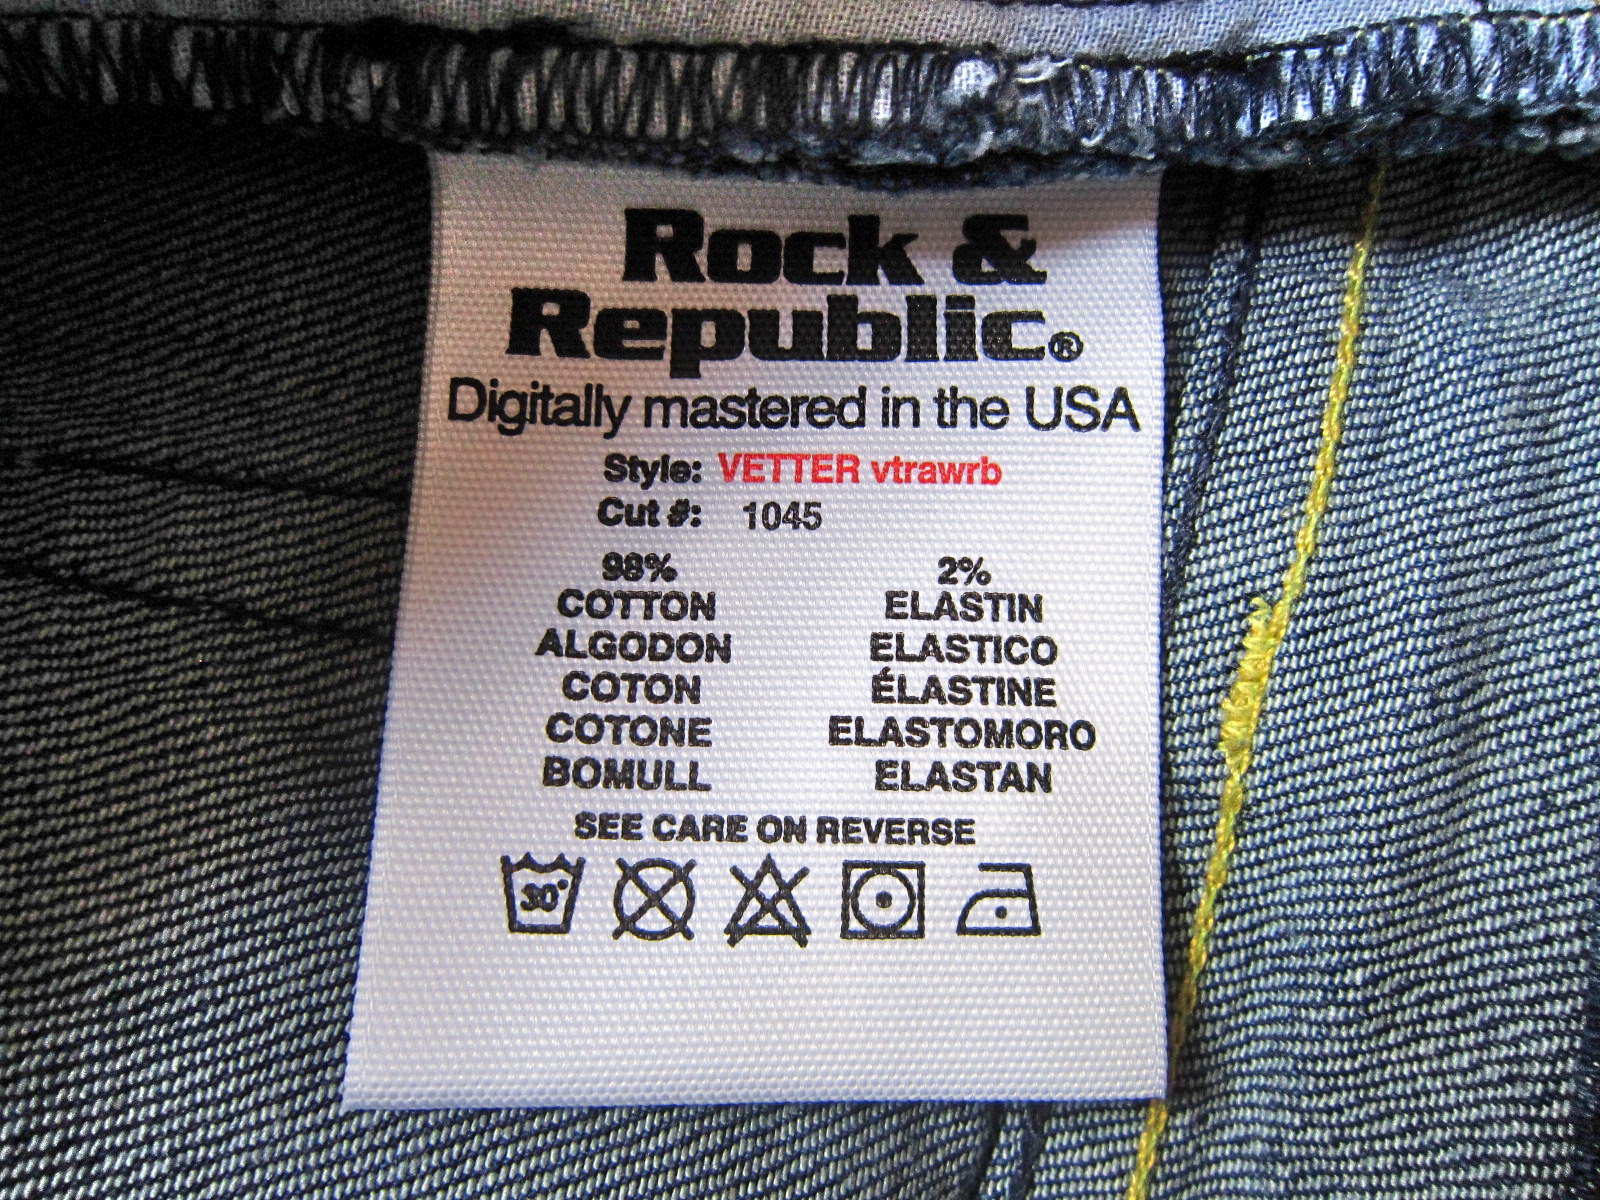 Rock &
Republic®
Digitally mastered in the USA
Style: VETTER vtrawrb
Cut #: 1045
98% 2%
COTTON ELASTIN
ALGODON ELASTICO
COTON ÉLASTINE
COTONE ELASTOMORO
BOMULL ELASTAN
SEE CARE ON REVERSE
30°